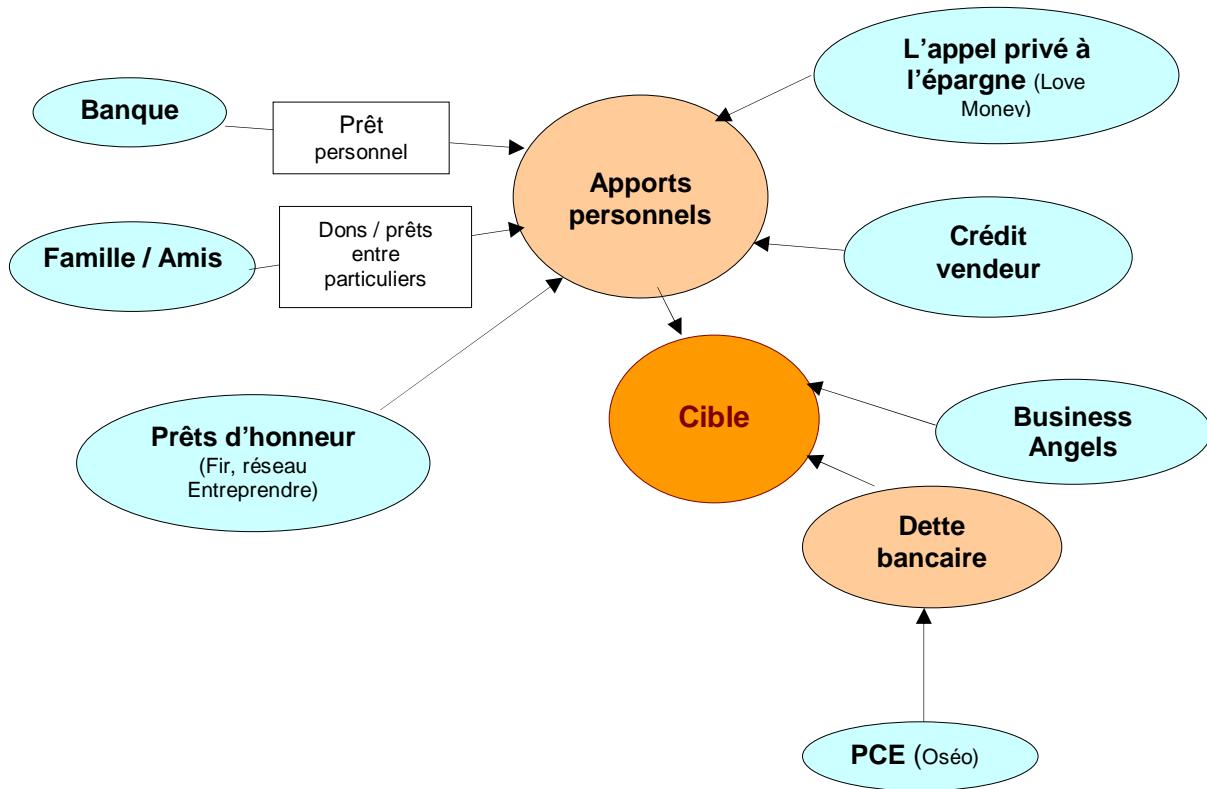 L'appel privé à
l'épargne (Love
Money)
Banque
Prêt
personnel
Apports
personnels
Dons / prêts
entre
particuliers
Famille / Amis
Crédit
vendeur
Cible
Prêts d'honneur
(Fir, réseau
Entreprendre)
Business
Angels
Dette
bancaire
PCE (Oséo)